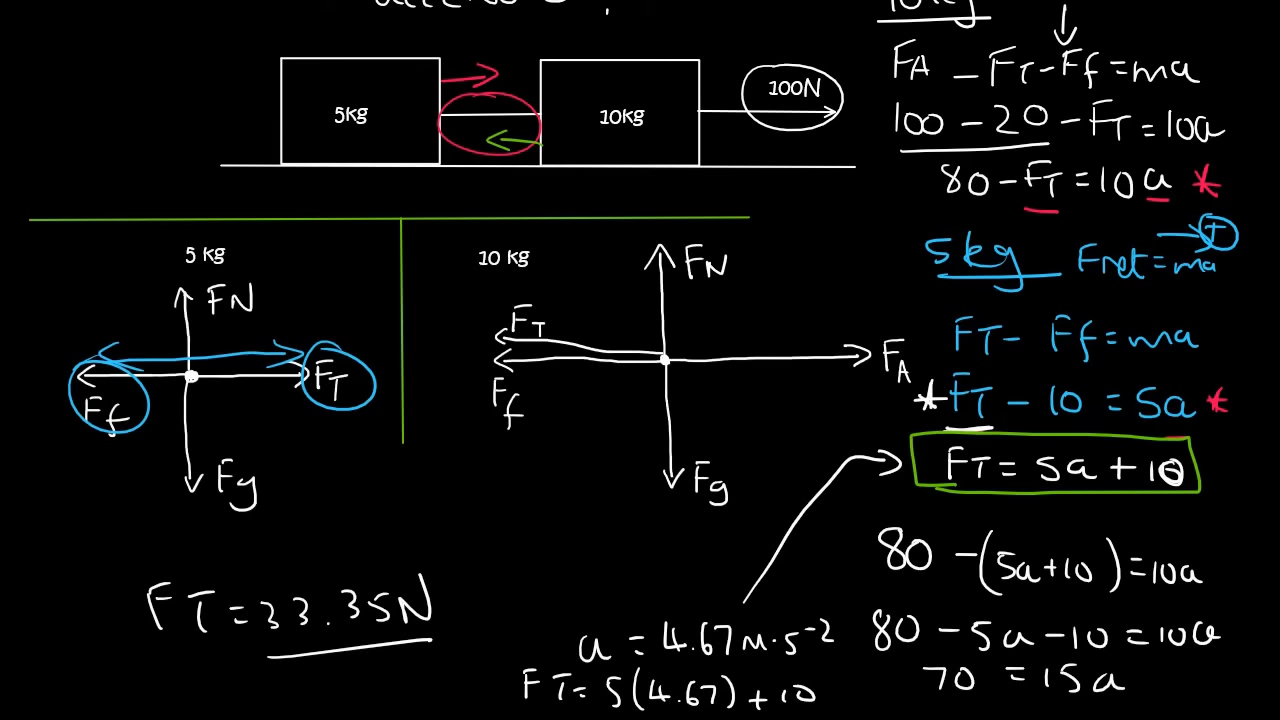 10kg
5kg
10kg
100N
FA - FT - Ff = ma
100 - 20 - FT = 10a
80 - FT = 10a *
5 kg
FN
Ff
FT
Fg
10 kg
FN
FT
Ff
FA
Fg
5kg Fnet = ma +
FT - Ff = ma
* FT - 10 = 5a *
FT = 5a + 10
80 - (5a+10) = 10a
80 - 5a - 10 = 10a
70 = 15a
a = 4.67 m·s-2
FT = 5(4.67) + 10
FT = 33.35N